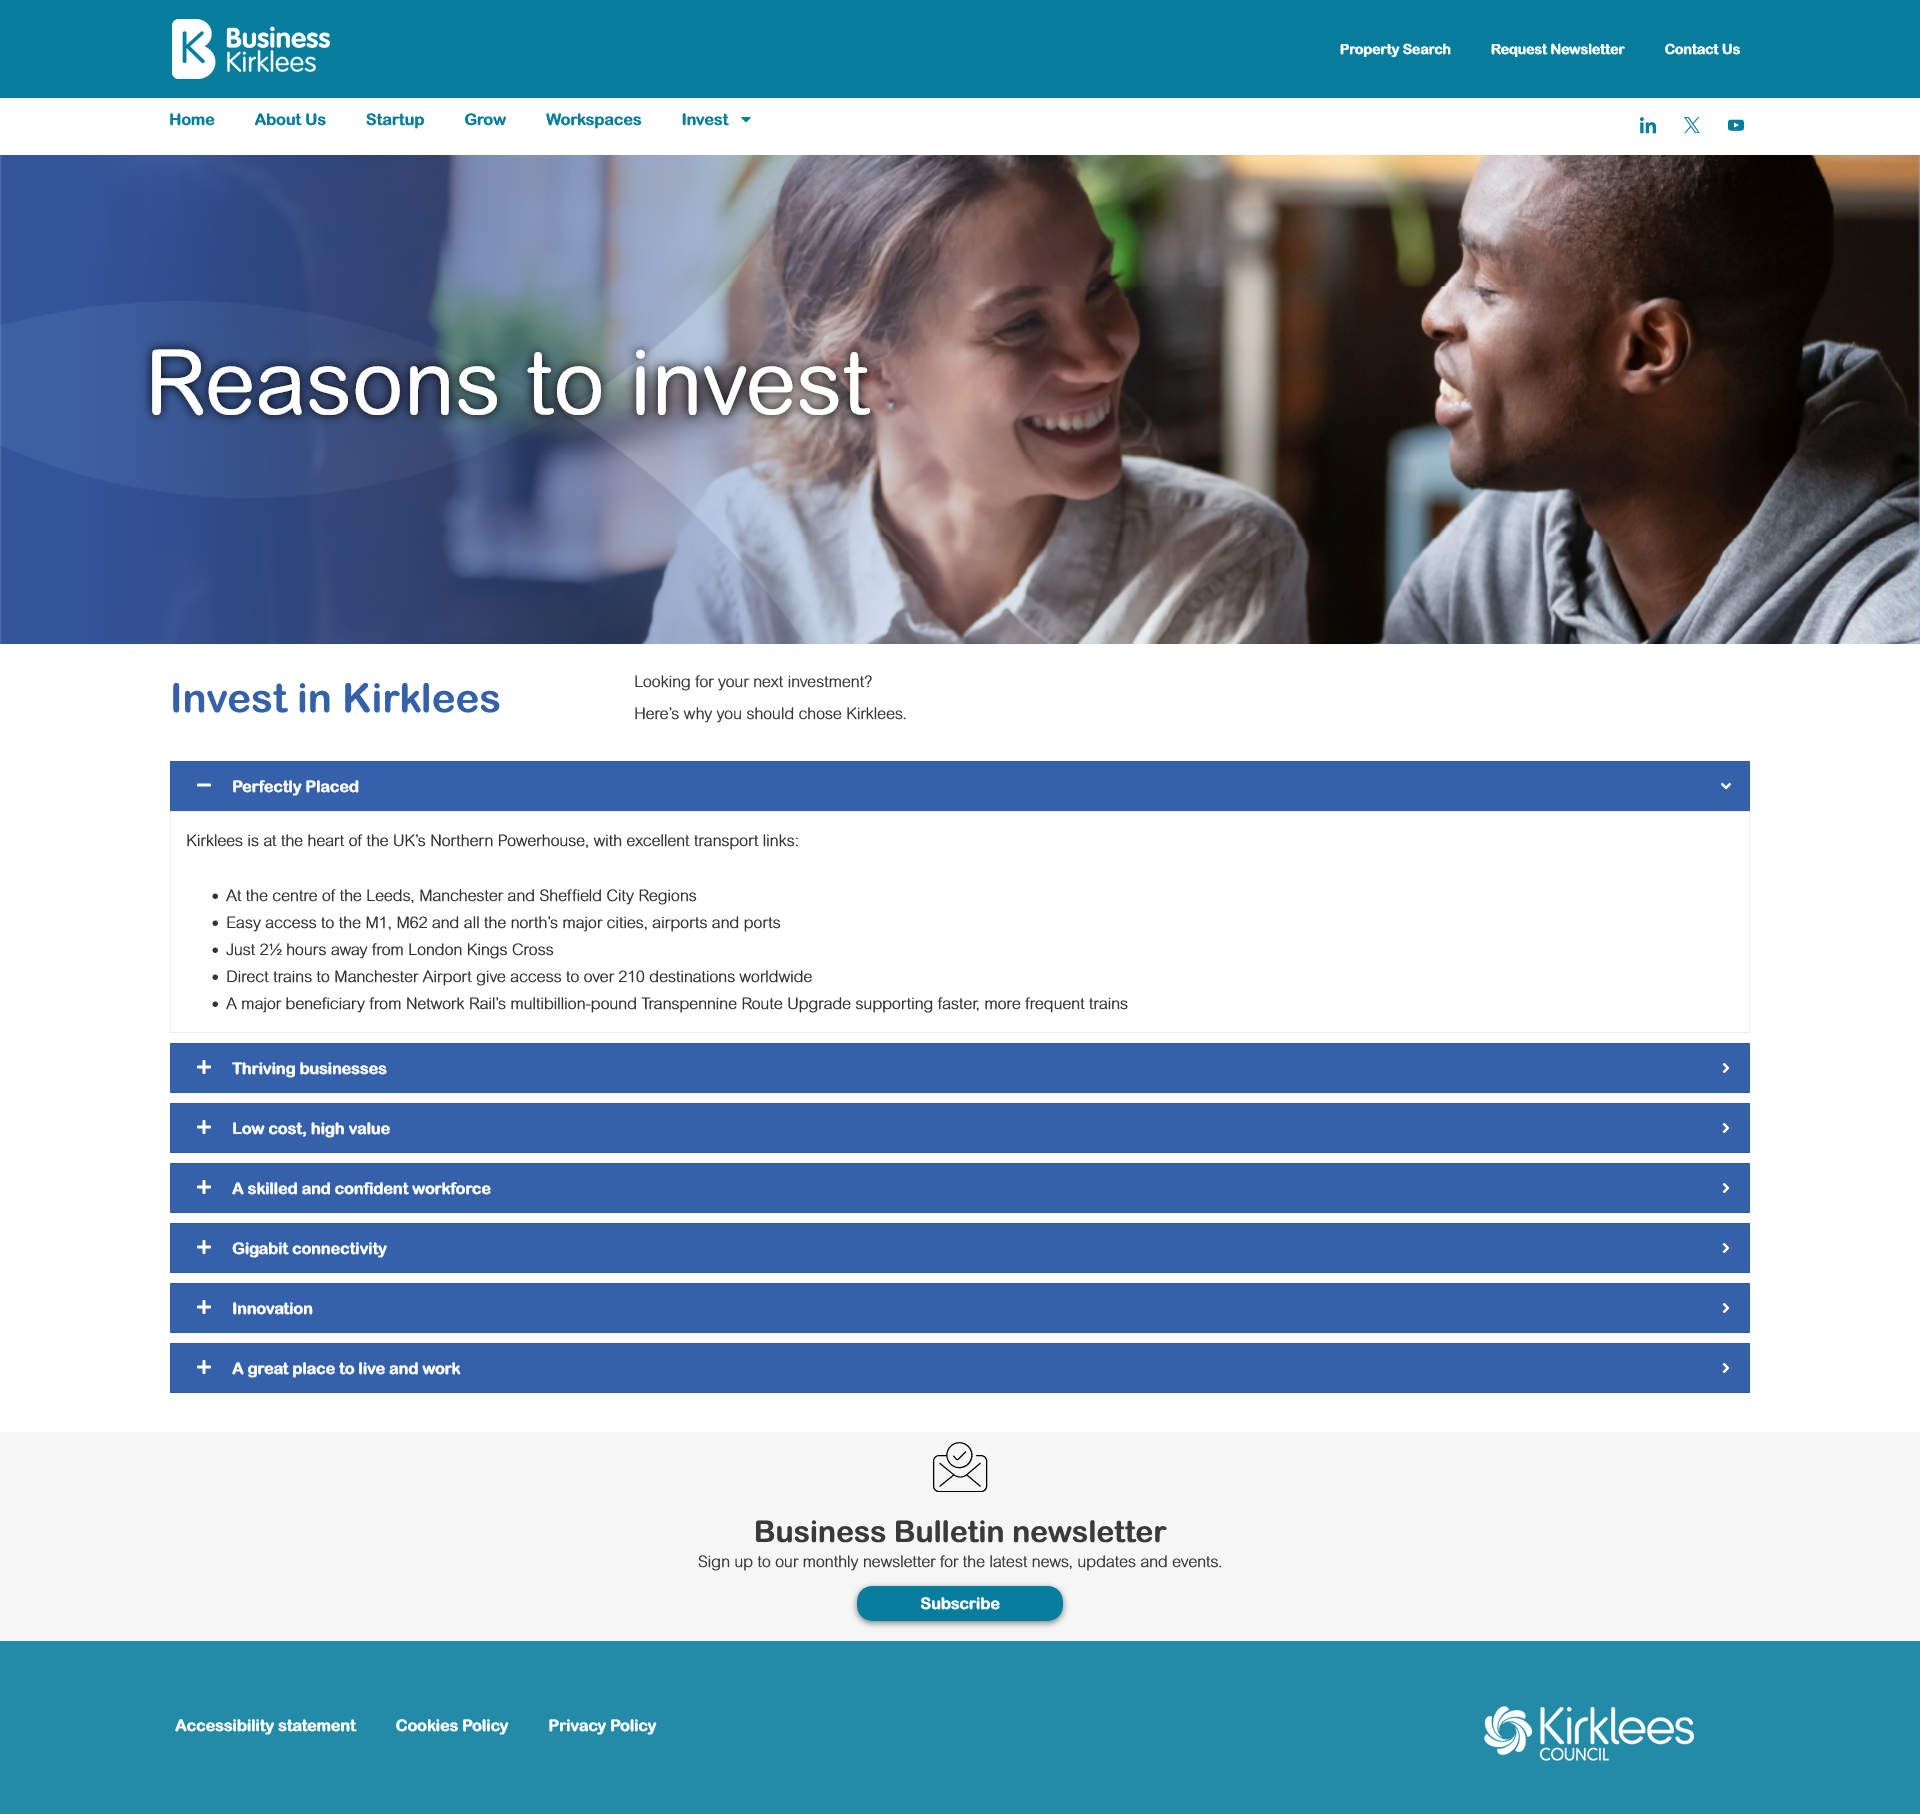 Business
Kirklees
Property Search
Request Newsletter
Contact Us
Home
About Us
Startup
Grow
Workspaces
Invest
Reasons to invest
Invest in Kirklees
Looking for your next investment?
Here's why you should chose Kirklees.
Perfectly Placed
Kirklees is at the heart of the UK's Northern Powerhouse, with excellent transport links:
• At the centre of the Leeds, Manchester and Sheffield City Regions
• Easy access to the M1, M62 and all the north's major cities, airports and ports
• Just 2½ hours away from London Kings Cross
• Direct trains to Manchester Airport give access to over 210 destinations worldwide
• A major beneficiary from Network Rail's multibillion-pound Transpennine Route Upgrade supporting faster, more frequent trains
Thriving businesses
Low cost, high value
A skilled and confident workforce
Gigabit connectivity
Innovation
A great place to live and work
Business Bulletin newsletter
Sign up to our monthly newsletter for the latest news, updates and events.
Subscribe
Accessibility statement
Cookies Policy
Privacy Policy
Kirklees
COUNCIL